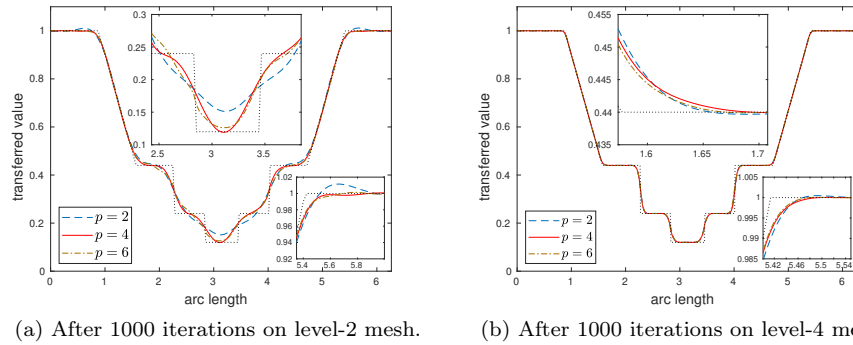 transferred value
1
0.8
0.6
0.4
0.2
0
0 1 2 3 4 5 6
arc length
0.3
0.25
0.2
0.15
0.1
2.5 3 3.5
1
0.98
0.96
0.94
0.92
5.4 5.6 5.8
p = 2
p = 4
p = 6
(a) After 1000 iterations on level-2 mesh.
transferred value
1
0.8
0.6
0.4
0.2
0
0 1 2 3 4 5
arc length
0.455
0.45
0.445
0.44
0.435
1.6 1.65 1.7
1.005
1
0.995
0.99
0.985
5.42 5.46 5.5 5.54
p = 2
p = 4
p = 6
(b) After 1000 iterations on level-4 me